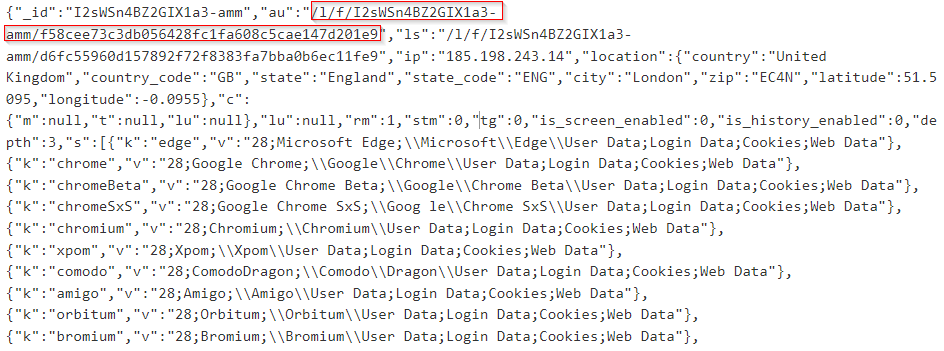 {"_id":"I2sWSn4BZ2GIX1a3-amm","au":"/l/f/I2sWSn4BZ2GIX1a3-
amm/f58cee73c3db056428fc1fa608c5cae147d201e9","ls":"/l/f/I2sWSn4BZ2GIX1a3-
amm/d6fc55960d157892f72f8383fa7bba0b6ec11fe9","ip":"185.198.243.14","location":{"country":"United
Kingdom","country_code":"GB","state":"England","state_code":"ENG","city":"London","zip":"EC4N","latitude":51.5
095,"longitude":-0.0955},"c":
{"m":null,"t":null,"lu":null},"lu":null,"rm":1,"stm":0,"tg":0,"is_screen_enabled":0,"is_history_enabled":0,"de
pth":3,"s":[{"k":"edge","v":"28;Microsoft Edge;\\Microsoft\\Edge\\User Data;Login Data;Cookies;Web Data"},
{"k":"chrome","v":"28;Google Chrome;\\Google\\Chrome\\User Data;Login Data;Cookies;Web Data"},
{"k":"chromeBeta","v":"28;Google Chrome Beta;\\Google\\Chrome Beta\\User Data;Login Data;Cookies;Web Data"},
{"k":"chromeSxS","v":"28;Google Chrome SxS;\\Goog le\\Chrome SxS\\User Data;Login Data;Cookies;Web Data"},
{"k":"chromium","v":"28;Chromium;\\Chromium\\User Data;Login Data;Cookies;Web Data"},
{"k":"xpom","v":"28;Xpom;\\Xpom\\User Data;Login Data;Cookies;Web Data"},
{"k":"comodo","v":"28;ComodoDragon;\\Comodo\\Dragon\\User Data;Login Data;Cookies;Web Data"},
{"k":"amigo","v":"28;Amigo;\\Amigo\\User Data;Login Data;Cookies;Web Data"},
{"k":"orbitum","v":"28;Orbitum;\\Orbitum\\User Data;Login Data;Cookies;Web Data"},
{"k":"bromium","v":"28;Bromium;\\Bromium\\User Data;Login Data;Cookies;Web Data"},